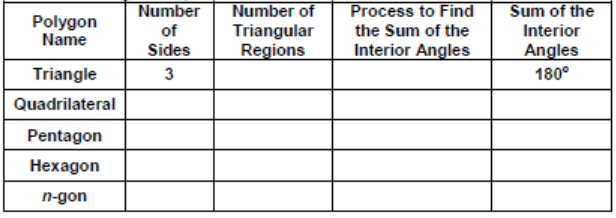 Polygon Name | Number of Sides | Number of Triangular Regions | Process to Find the Sum of the Interior Angles | Sum of the Interior Angles
Triangle | 3 | | | 180°
Quadrilateral
Pentagon
Hexagon
n-gon